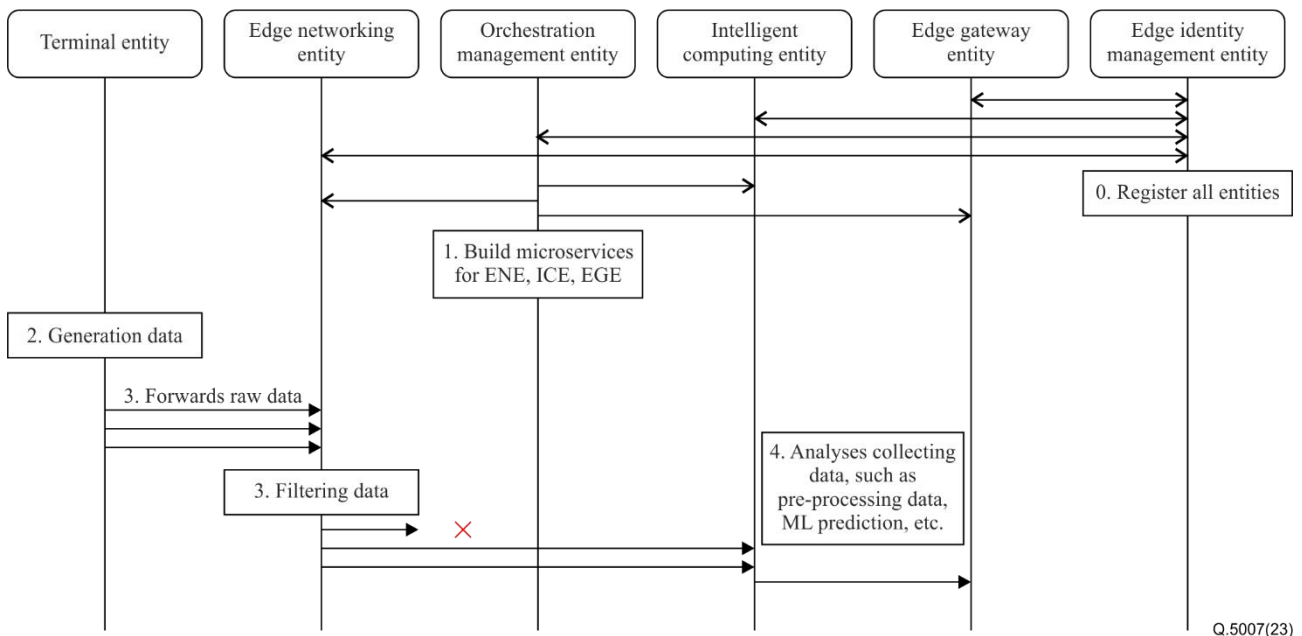 Terminal entity
Edge networking
entity
Orchestration
management entity
Intelligent
computing entity
Edge gateway
entity
Edge identity
management entity
0. Register all entities
1. Build microservices
for ENE, ICE, EGE
2. Generation data
3. Forwards raw data
4. Analyses collecting
data, such as
pre-processing data,
ML prediction, etc.
3. Filtering data
Q.5007(23)